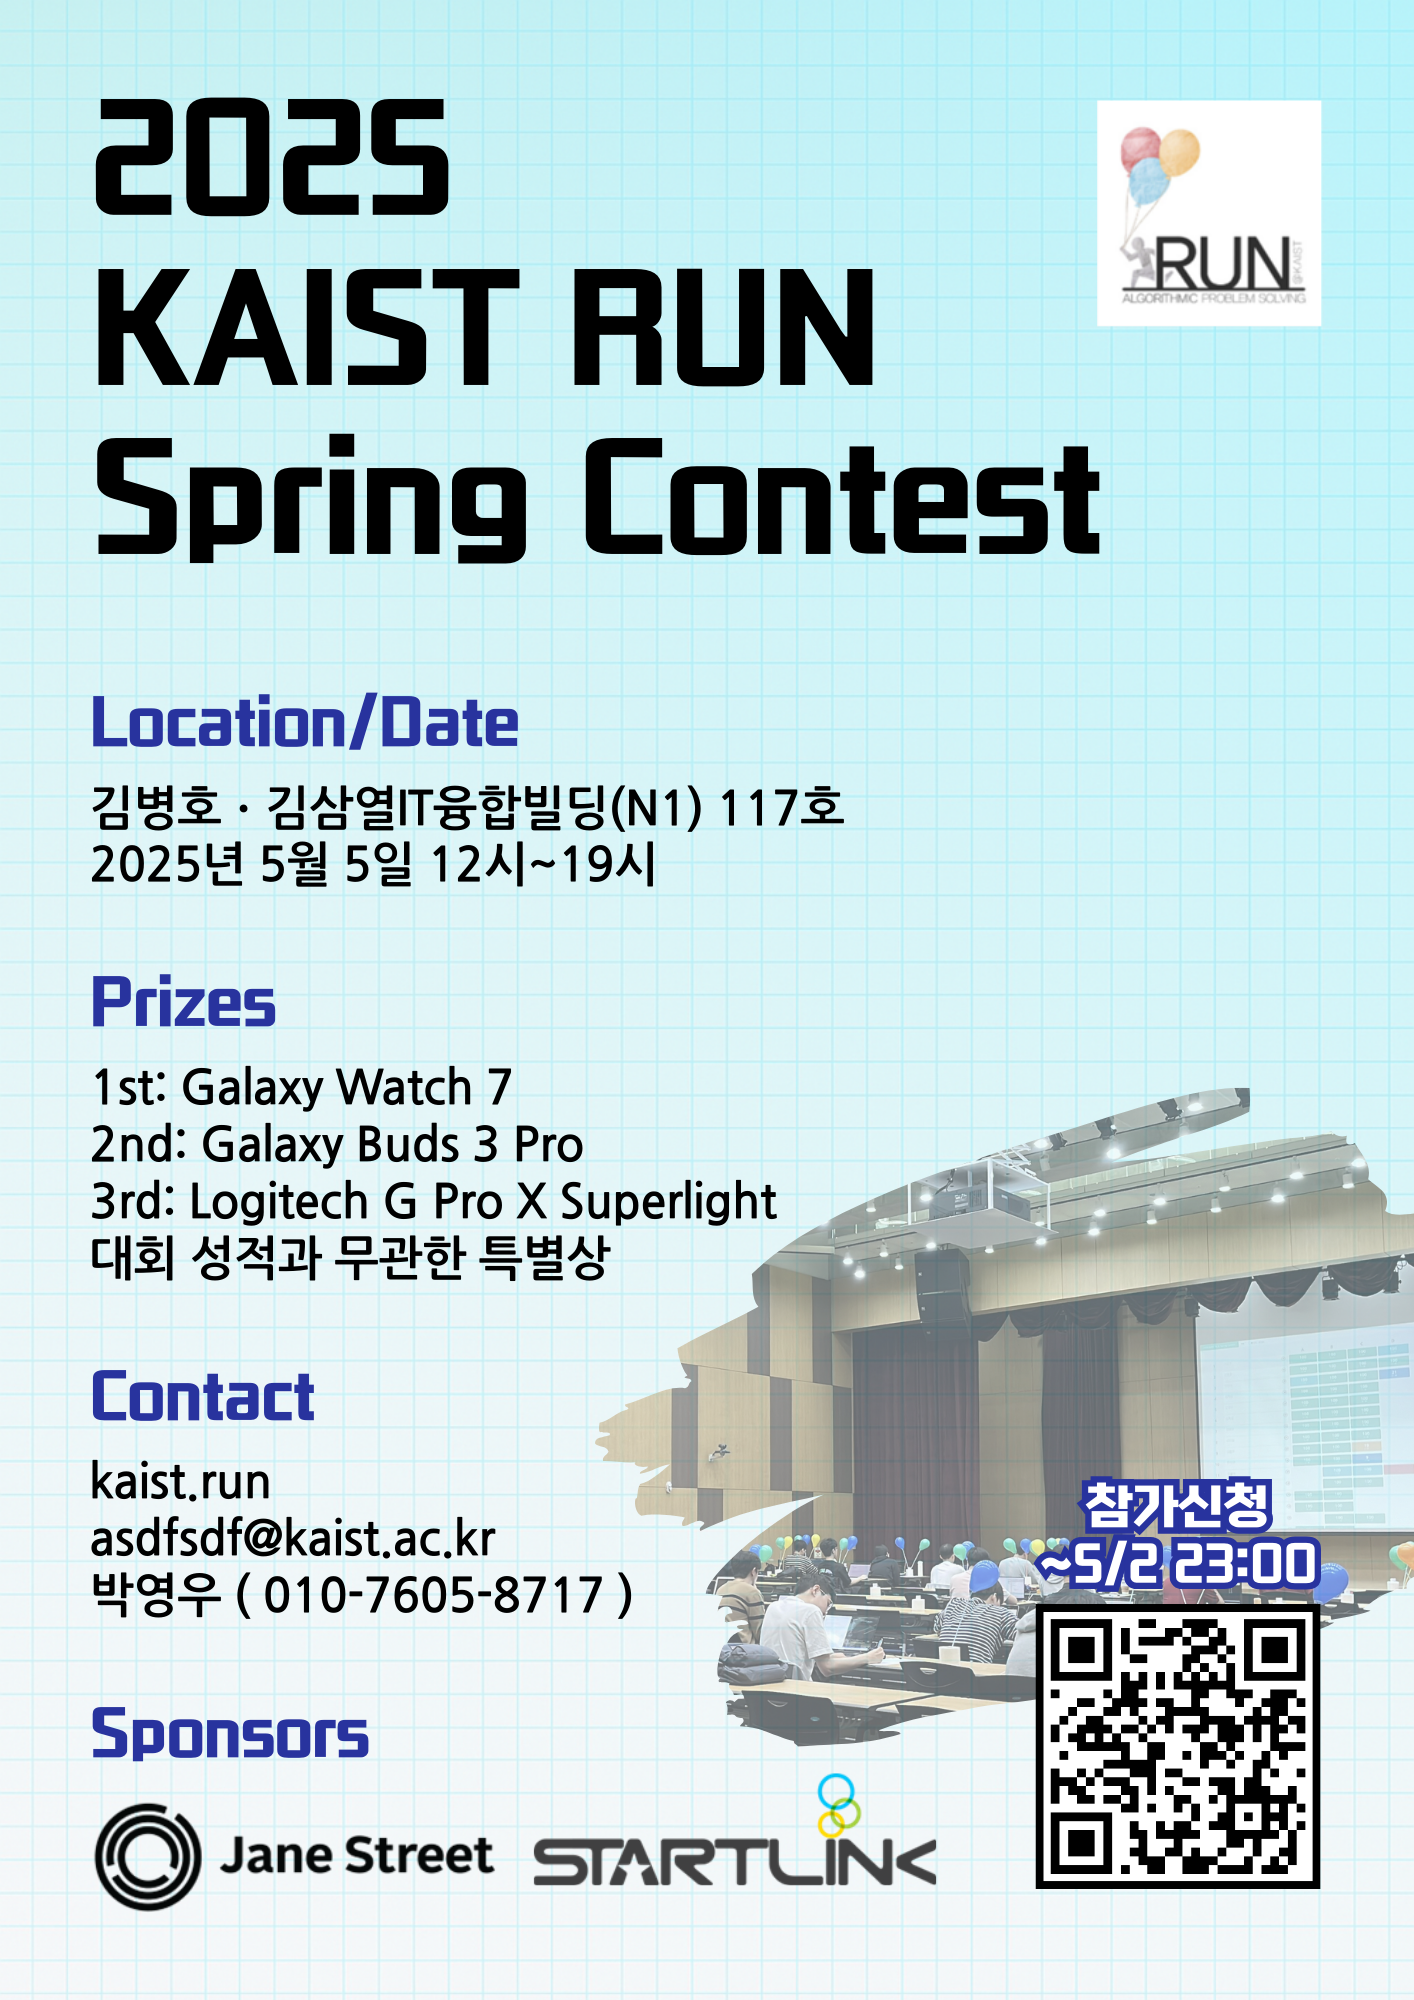 2025
KAIST RUN
Spring Contest
RUN
@KAIST
ALGORITHMIC PROBLEM SOLVING
Location/Date
김병호 · 김삼열IT융합빌딩(N1) 117호
2025년 5월 5일 12시~19시
Prizes
1st: Galaxy Watch 7
2nd: Galaxy Buds 3 Pro
3rd: Logitech G Pro X Superlight
대회 성적과 무관한 특별상
Contact
kaist.run
asdfsdf@kaist.ac.kr
박영우 ( 010-7605-8717 )
참가신청
~5/2 23:00
Sponsors
Jane Street
STARTLINK